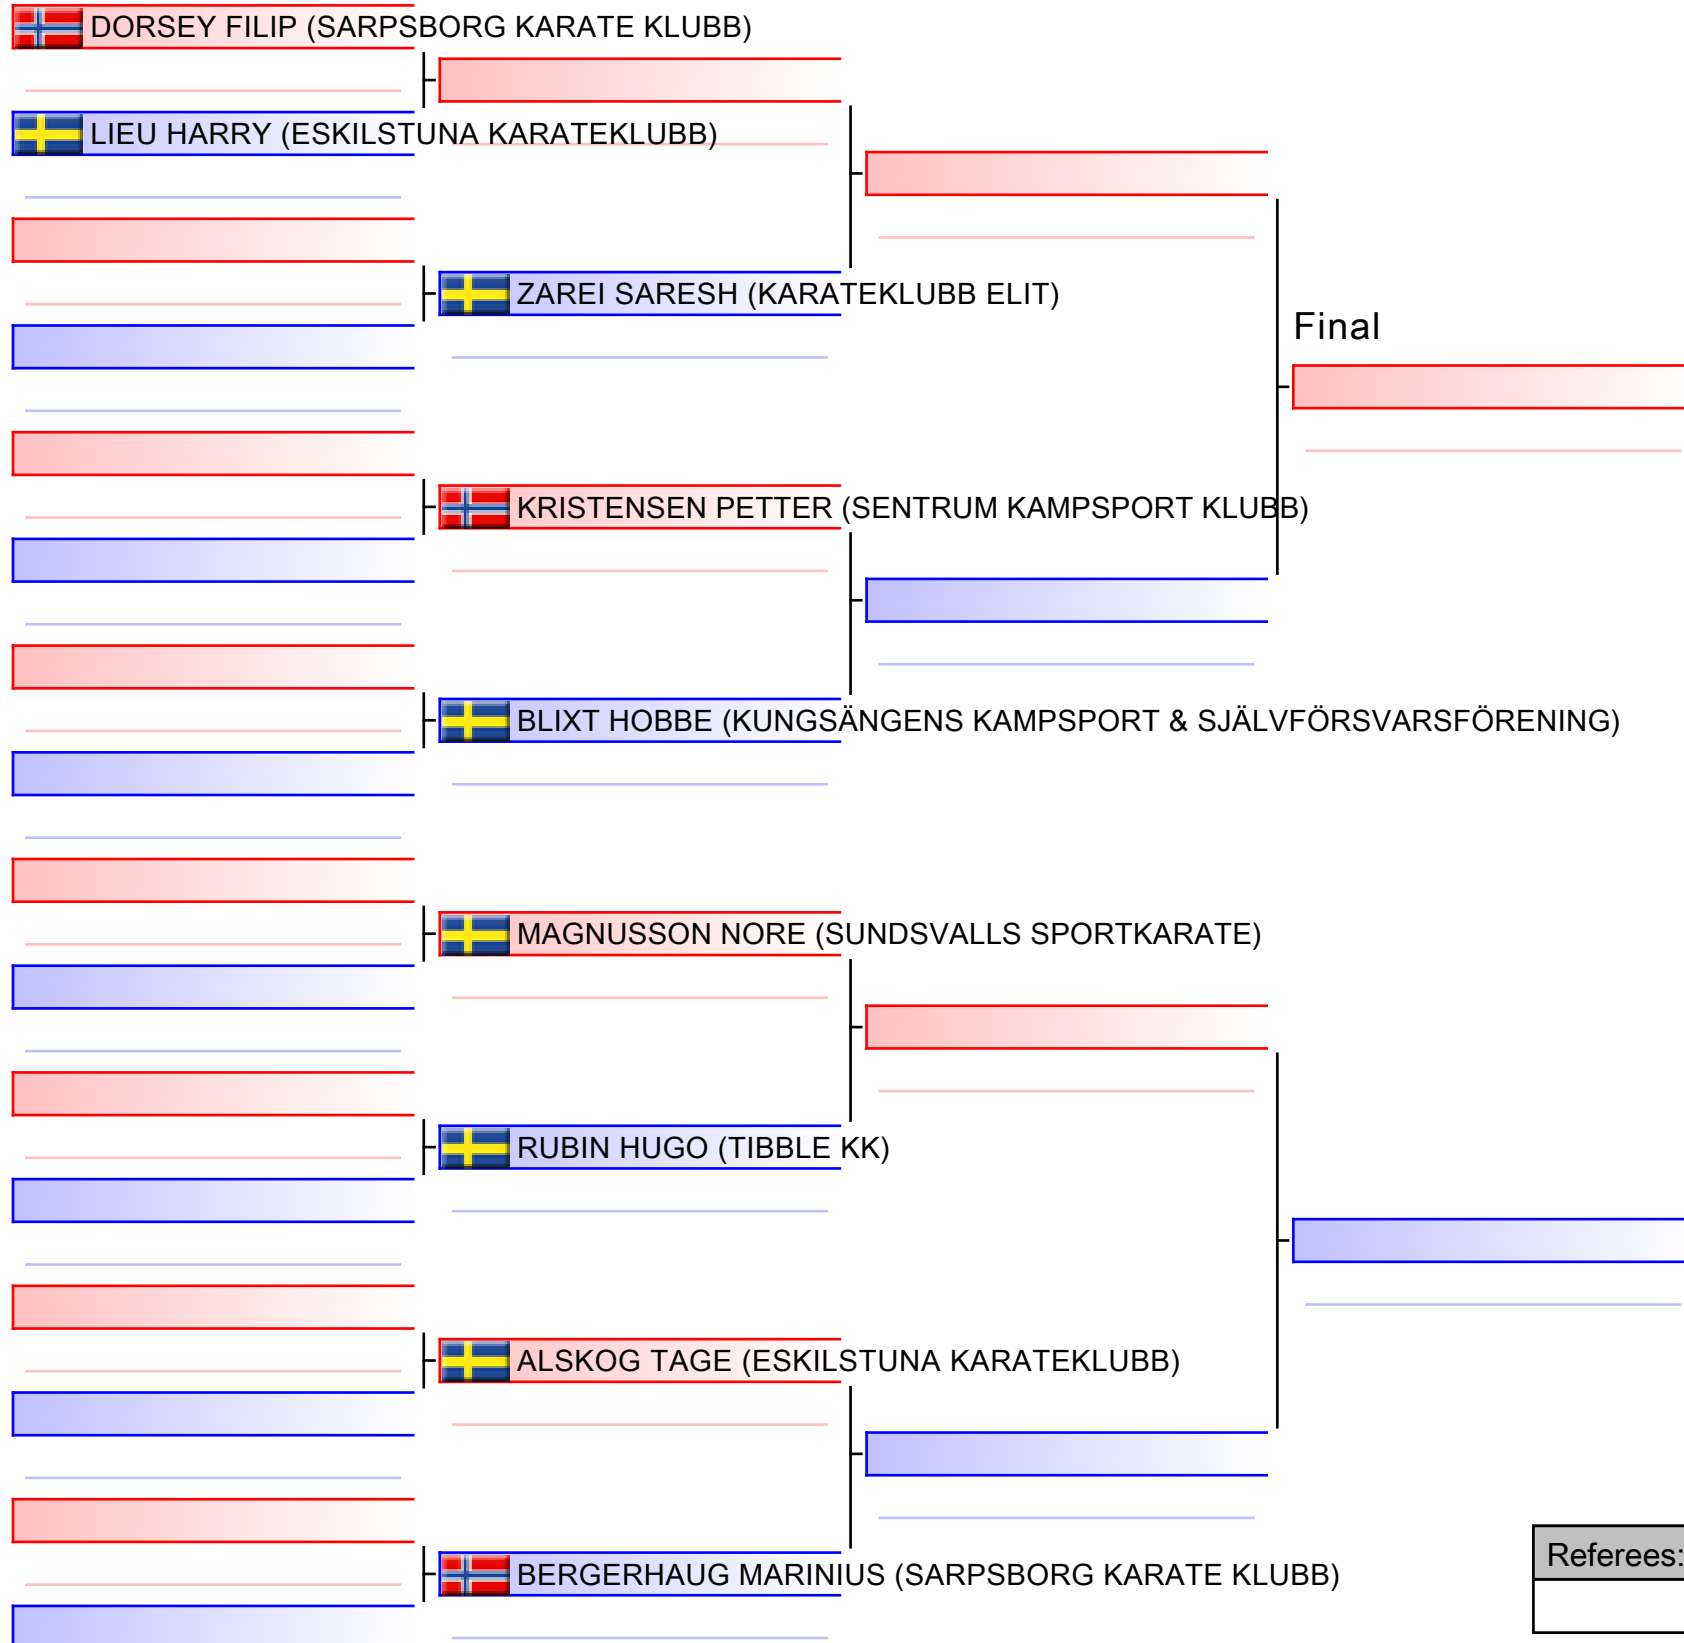 DORSEY FILIP (SARPSBORG KARATE KLUBB)
LIEU HARRY (ESKILSTUNA KARATEKLUBB)
ZAREI SARESH (KARATEKLUBB ELIT)
Final
KRISTENSEN PETTER (SENTRUM KAMPSPORT KLUBB)
BLIXT HOBBE (KUNGSÄNGENS KAMPSPORT & SJÄLVFÖRSVARSFÖRENING)
MAGNUSSON NORE (SUNDSVALLS SPORTKARATE)
RUBIN HUGO (TIBBLE KK)
ALSKOG TAGE (ESKILSTUNA KARATEKLUBB)
Referees:
BERGERHAUG MARINIUS (SARPSBORG KARATE KLUBB)